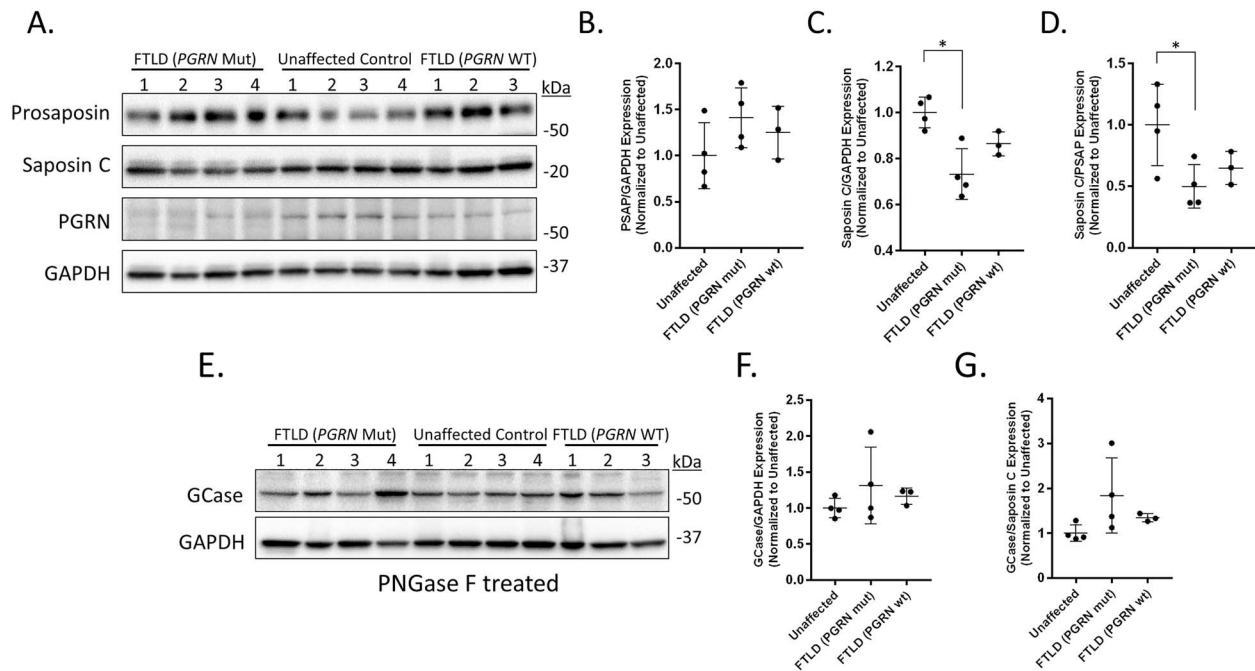 A.
FTLD (PGRN Mut) Unaffected Control FTLD (PGRN WT)
1 2 3 4 1 2 3 4 1 2 3 kDa
Prosaposin -50
Saposin C -20
PGRN -50
GAPDH -37
B.
PSAP/GAPDH Expression
(Normalized to Unaffected)
2.0
1.5
1.0
0.5
0.0
Unaffected
FTLD (PGRN mut)
FTLD (PGRN wt)
C.
*
Saposin C/GAPDH Expression
(Normalized to Unaffected)
1.2
1.0
0.8
0.6
0.4
Unaffected
FTLD (PGRN mut)
FTLD (PGRN wt)
D.
*
Saposin C/PSAP Expression
(Normalized to Unaffected)
1.5
1.0
0.5
0.0
Unaffected
FTLD (PGRN mut)
FTLD (PGRN wt)
E.
FTLD (PGRN Mut) Unaffected Control FTLD (PGRN WT)
1 2 3 4 1 2 3 4 1 2 3 kDa
GCase -50
GAPDH -37
PNGase F treated
F.
GCase/GAPDH Expression
(Normalized to Unaffected)
2.5
2.0
1.5
1.0
0.5
0.0
Unaffected
FTLD (PGRN mut)
FTLD (PGRN wt)
G.
GCase/Saposin C Expression
(Normalized to Unaffected)
4
3
2
1
0
Unaffected
FTLD (PGRN mut)
FTLD (PGRN wt)